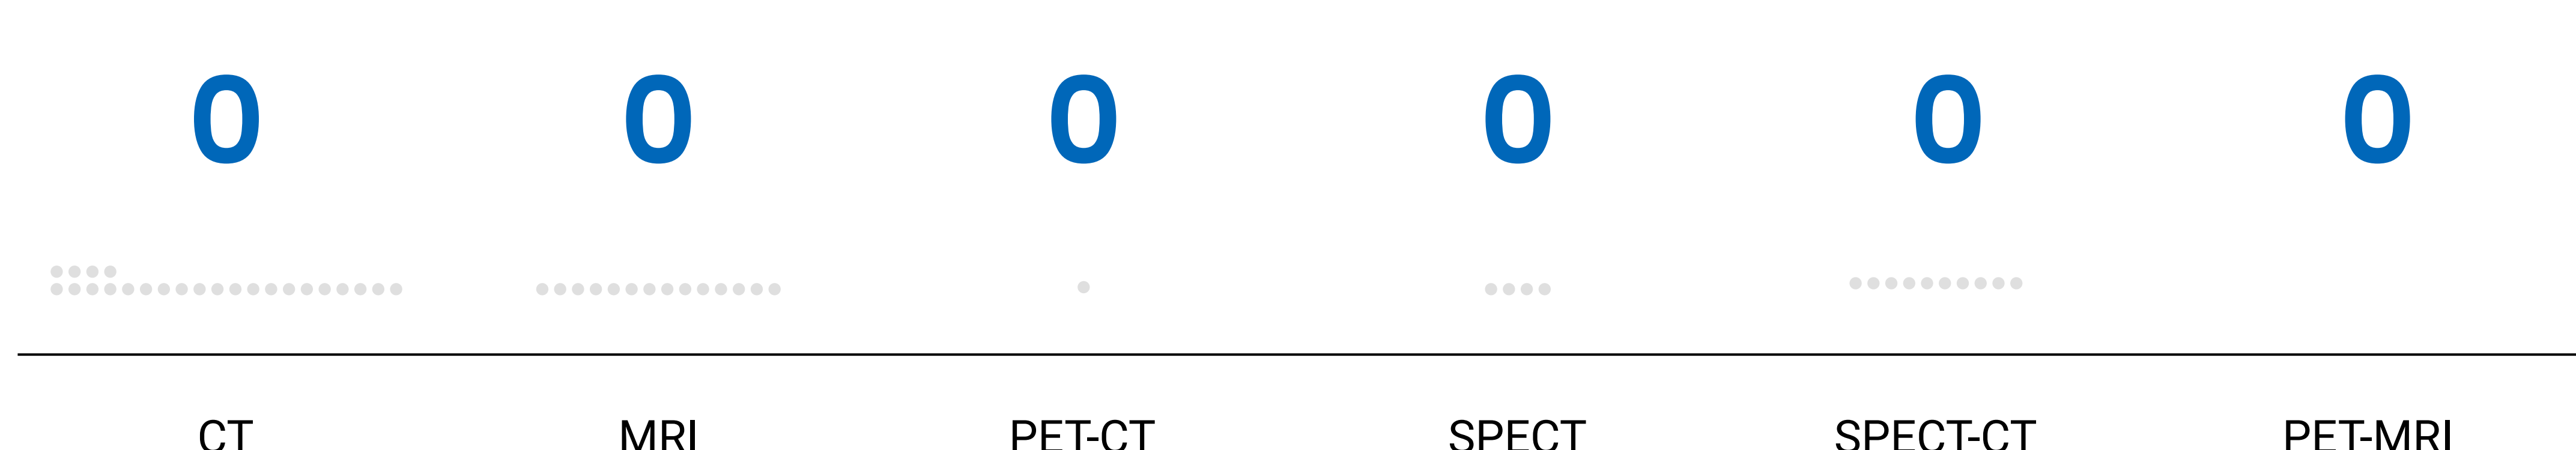 0 0 0 0 0 0
CT MRI PET-CT SPECT SPECT-CT PET-MRI